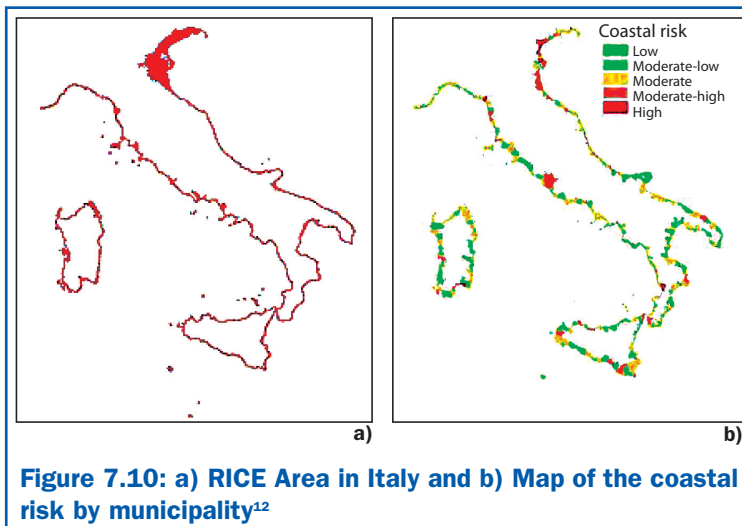 Coastal risk
Low
Moderate-low
Moderate
Moderate-high
High
a)
b)
Figure 7.10: a) RICE Area in Italy and b) Map of the coastal
risk by municipality¹²